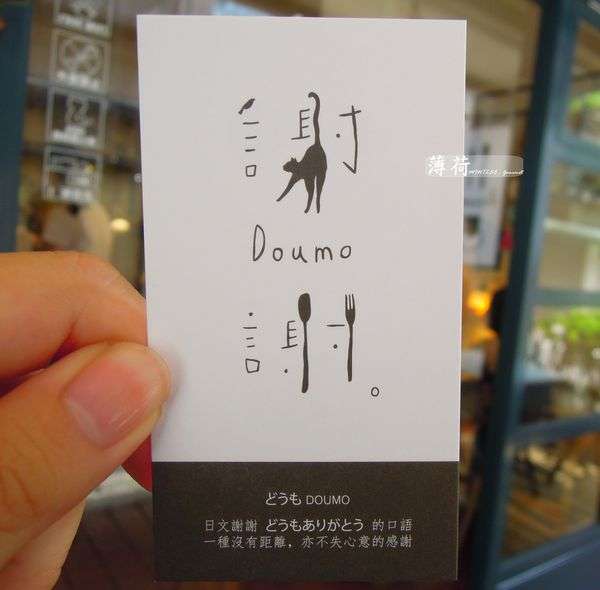 謝
薄荷
Doumo
謝。
どうも DOUMO
日文謝謝 どうもありがとう 的口語
一種沒有距離，亦不失心意的感謝